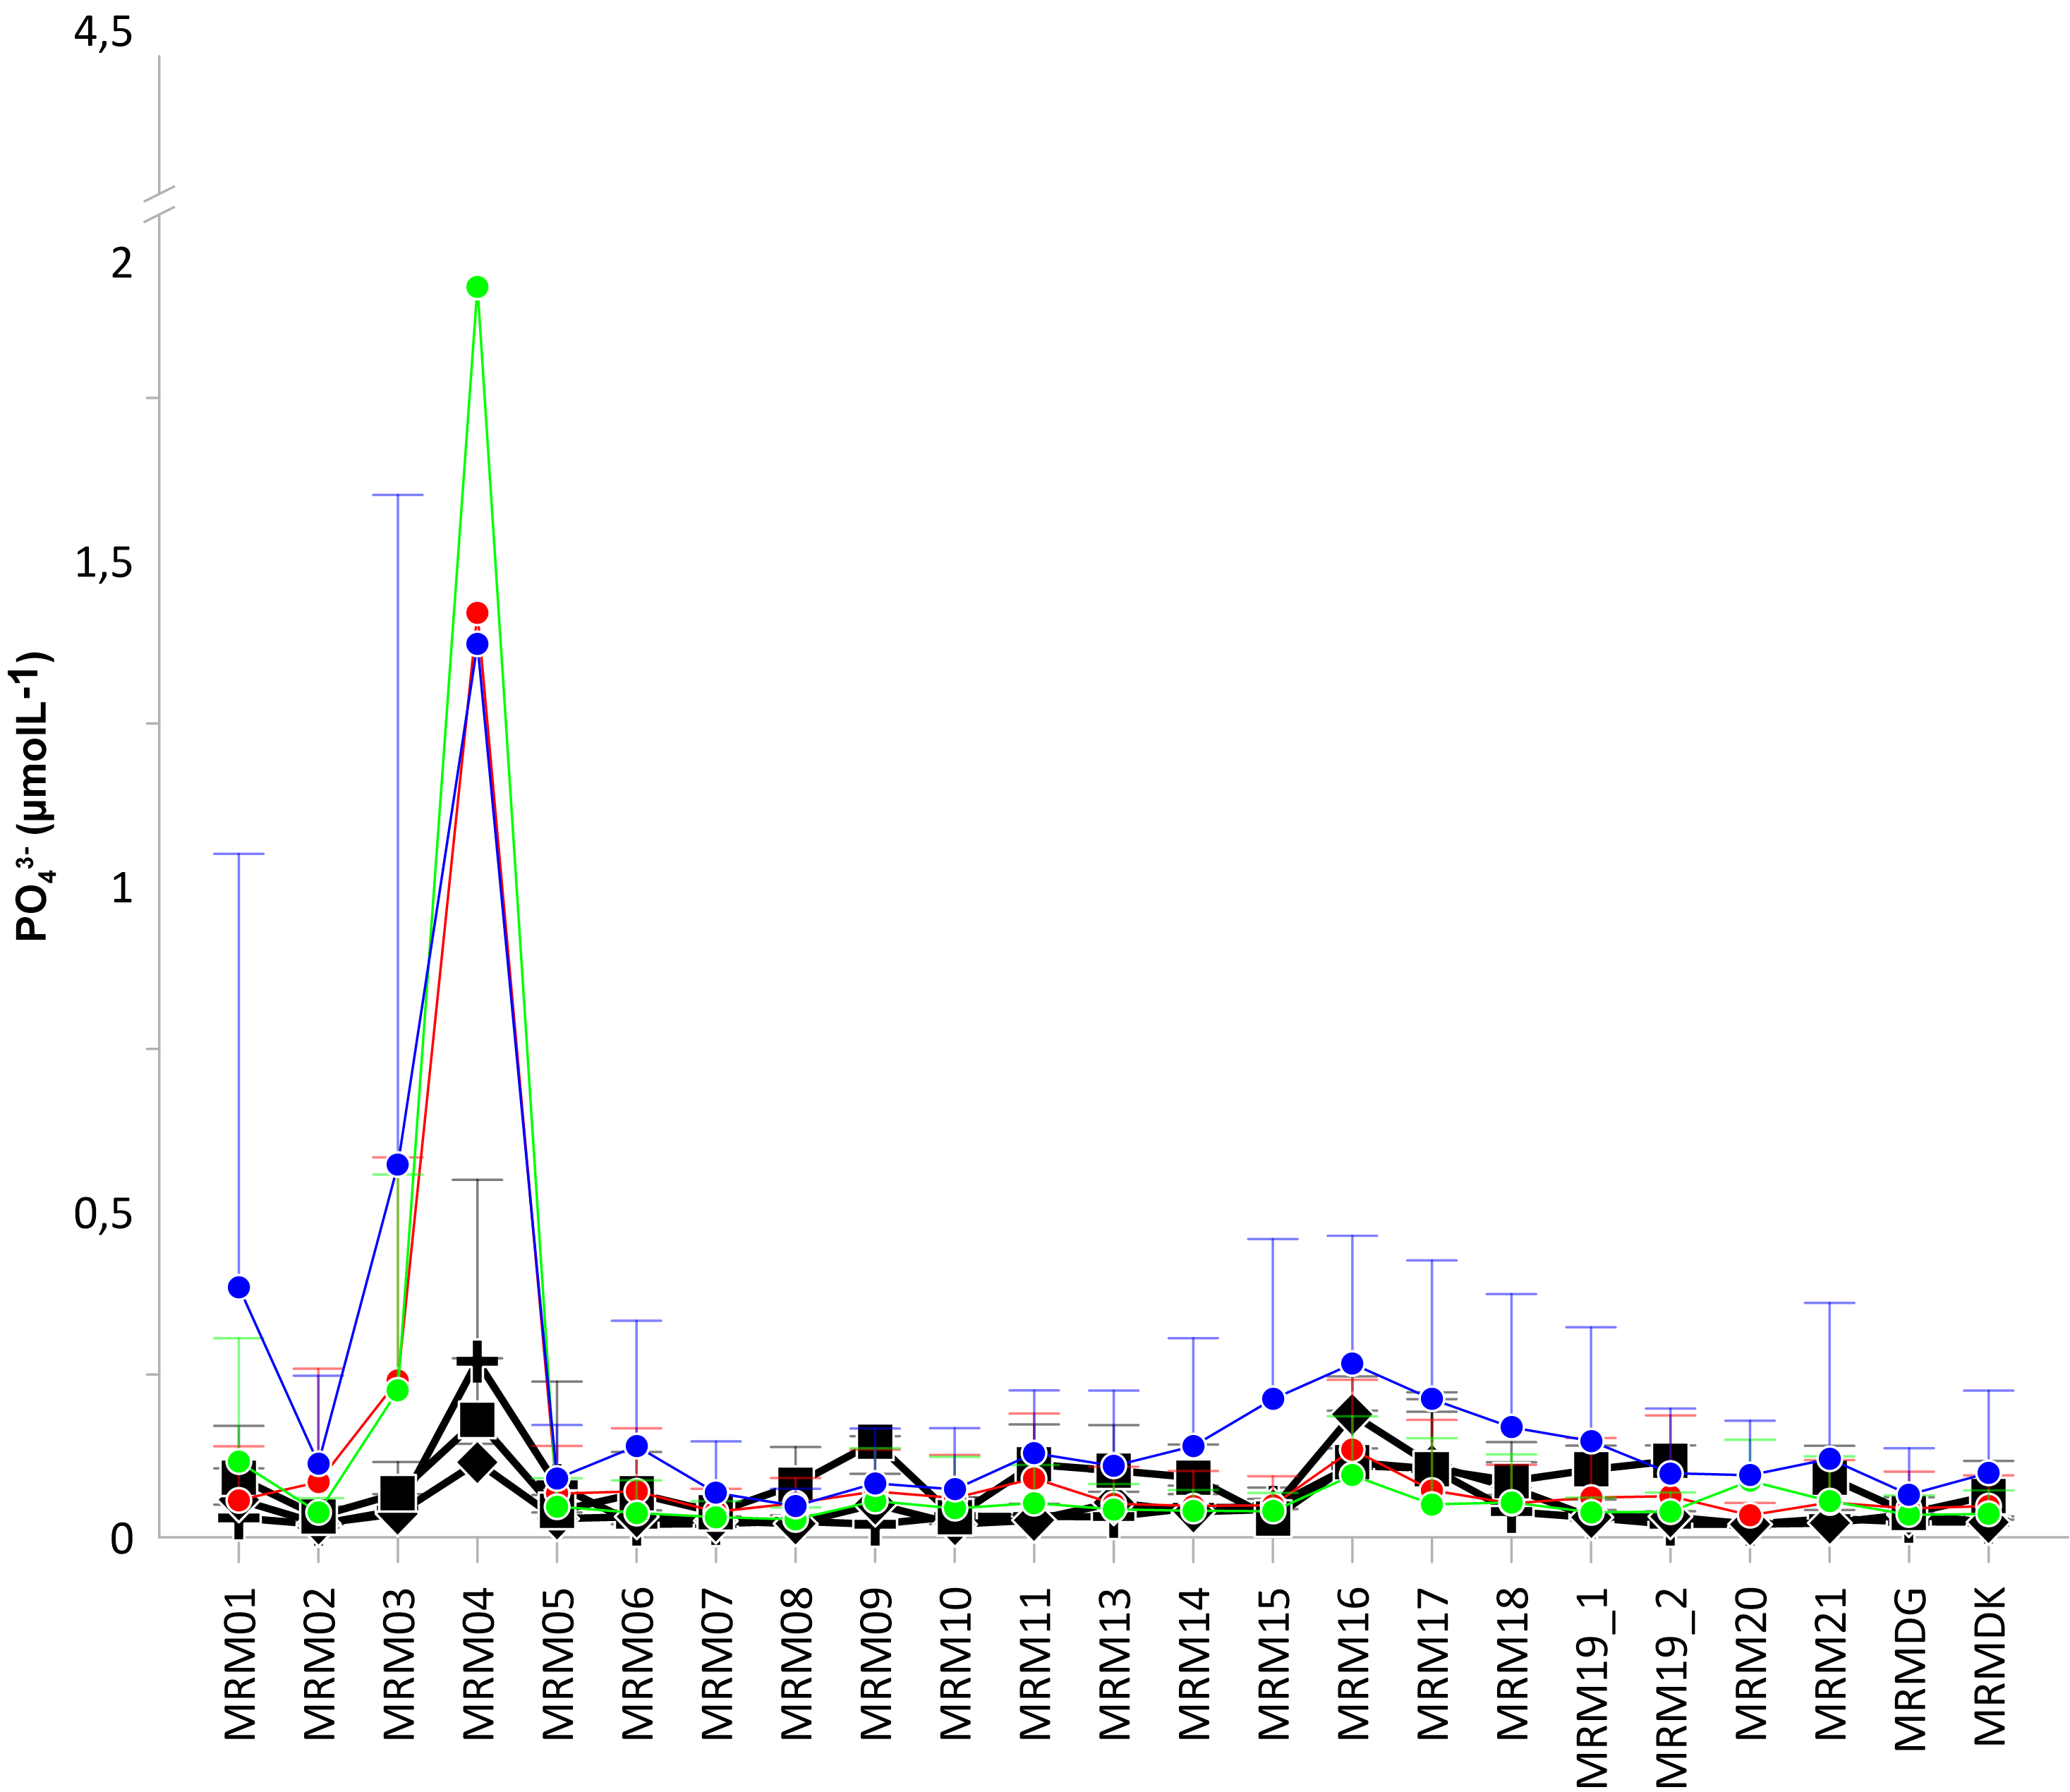 4,5
2
1,5
1
0,5
0
PO₄³⁻ (µmolL-1)
MRM01
MRM02
MRM03
MRM04
MRM05
MRM06
MRM07
MRM08
MRM09
MRM10
MRM11
MRM13
MRM14
MRM15
MRM16
MRM17
MRM18
MRM19_1
MRM19_2
MRM20
MRM21
MRMDG
MRMDK